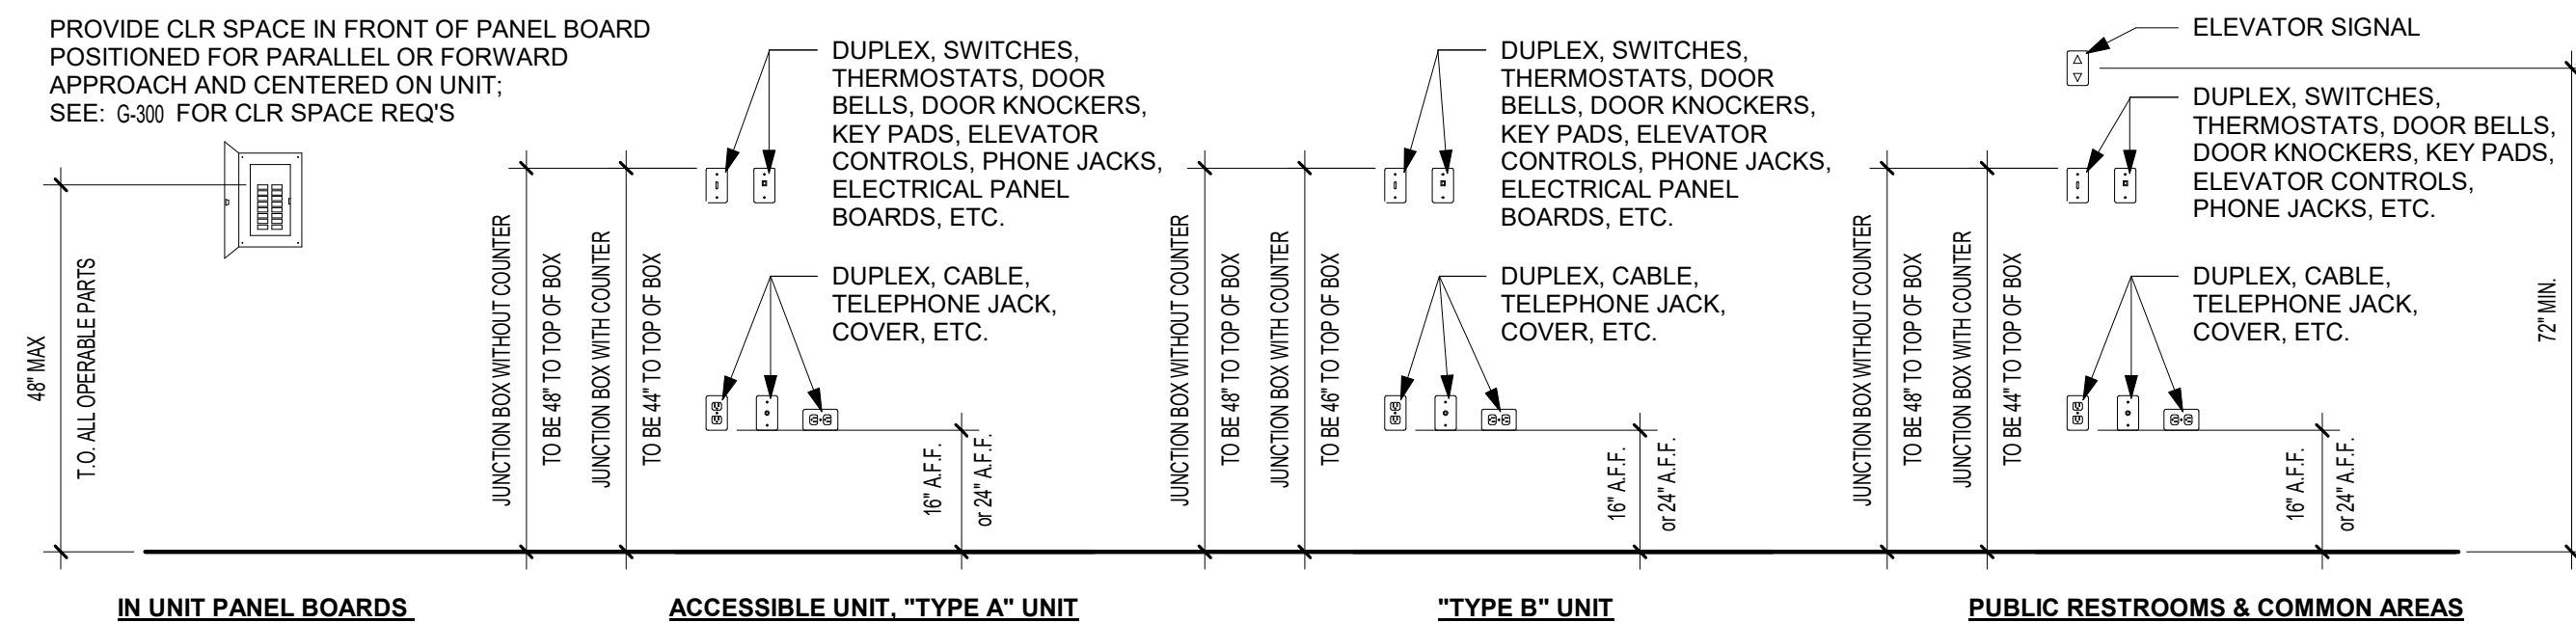 PROVIDE CLR SPACE IN FRONT OF PANEL BOARD
POSITIONED FOR PARALLEL OR FORWARD
APPROACH AND CENTERED ON UNIT;
SEE: G-300 FOR CLR SPACE REQ'S
48" MAX
T.O. ALL OPERABLE PARTS
IN UNIT PANEL BOARDS
JUNCTION BOX WITHOUT COUNTER
TO BE 48" TO TOP OF BOX
JUNCTION BOX WITH COUNTER
TO BE 44" TO TOP OF BOX
DUPLEX, SWITCHES,
THERMOSTATS, DOOR
BELLS, DOOR KNOCKERS,
KEY PADS, ELEVATOR
CONTROLS, PHONE JACKS,
ELECTRICAL PANEL
BOARDS, ETC.
DUPLEX, CABLE,
TELEPHONE JACK,
COVER, ETC.
16" A.F.F.
or 24" A.F.F.
ACCESSIBLE UNIT, "TYPE A" UNIT
JUNCTION BOX WITHOUT COUNTER
TO BE 48" TO TOP OF BOX
JUNCTION BOX WITH COUNTER
TO BE 46" TO TOP OF BOX
DUPLEX, SWITCHES,
THERMOSTATS, DOOR
BELLS, DOOR KNOCKERS,
KEY PADS, ELEVATOR
CONTROLS, PHONE JACKS,
ELECTRICAL PANEL
BOARDS, ETC.
DUPLEX, CABLE,
TELEPHONE JACK,
COVER, ETC.
16" A.F.F.
or 24" A.F.F.
"TYPE B" UNIT
JUNCTION BOX WITHOUT COUNTER
TO BE 48" TO TOP OF BOX
JUNCTION BOX WITH COUNTER
TO BE 44" TO TOP OF BOX
ELEVATOR SIGNAL
DUPLEX, SWITCHES,
THERMOSTATS, DOOR BELLS,
DOOR KNOCKERS, KEY PADS,
ELEVATOR CONTROLS,
PHONE JACKS, ETC.
DUPLEX, CABLE,
TELEPHONE JACK,
COVER, ETC.
16" A.F.F.
or 24" A.F.F.
72" MIN.
PUBLIC RESTROOMS & COMMON AREAS